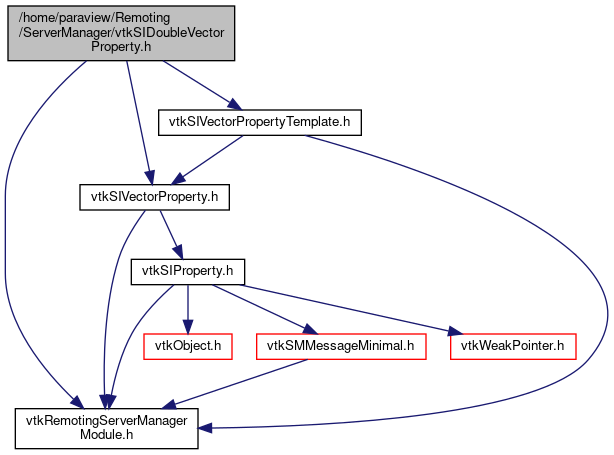 /home/paraview/Remoting
/ServerManager/vtkSIDoubleVector
Property.h
vtkSIVectorPropertyTemplate.h
vtkSIVectorProperty.h
vtkSIProperty.h
vtkObject.h
vtkSMMessageMinimal.h
vtkWeakPointer.h
vtkRemotingServerManager
Module.h